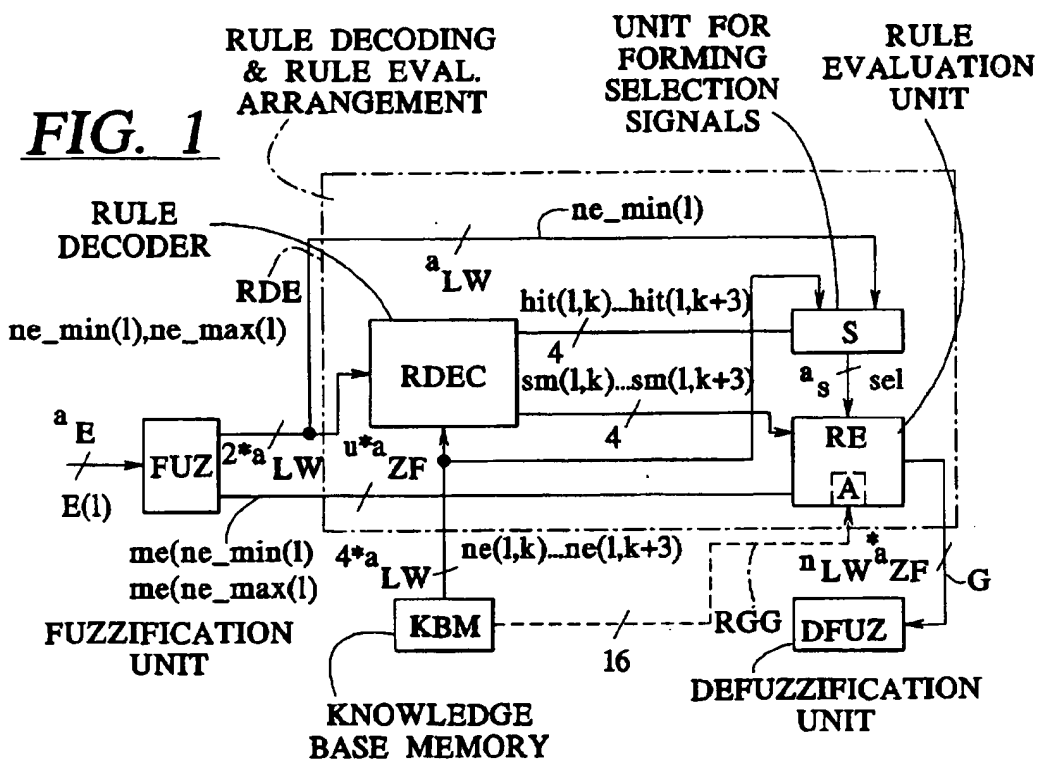 FIG. 1
RULE DECODING
& RULE EVAL.
ARRANGEMENT
UNIT FOR
FORMING
SELECTION
SIGNALS
RULE
EVALUATION
UNIT
RULE
DECODER
RDE
ne_min(l)
aLW
ne_min(l),ne_max(l)
hit(l,k)...hit(l,k+3)
4
S
RDEC
sm(l,k)...sm(l,k+3)
4
as
sel
aE
E(l)
FUZ
2*aLW
u*aZF
RE
A
me(ne_min(l)
me(ne_max(l)
4*aLW
ne(l,k)...ne(l,k+3)
nLW*aZF
G
FUZZIFICATION
UNIT
KBM
16
RGG
DFUZ
KNOWLEDGE
BASE MEMORY
DEFUZZIFICATION
UNIT